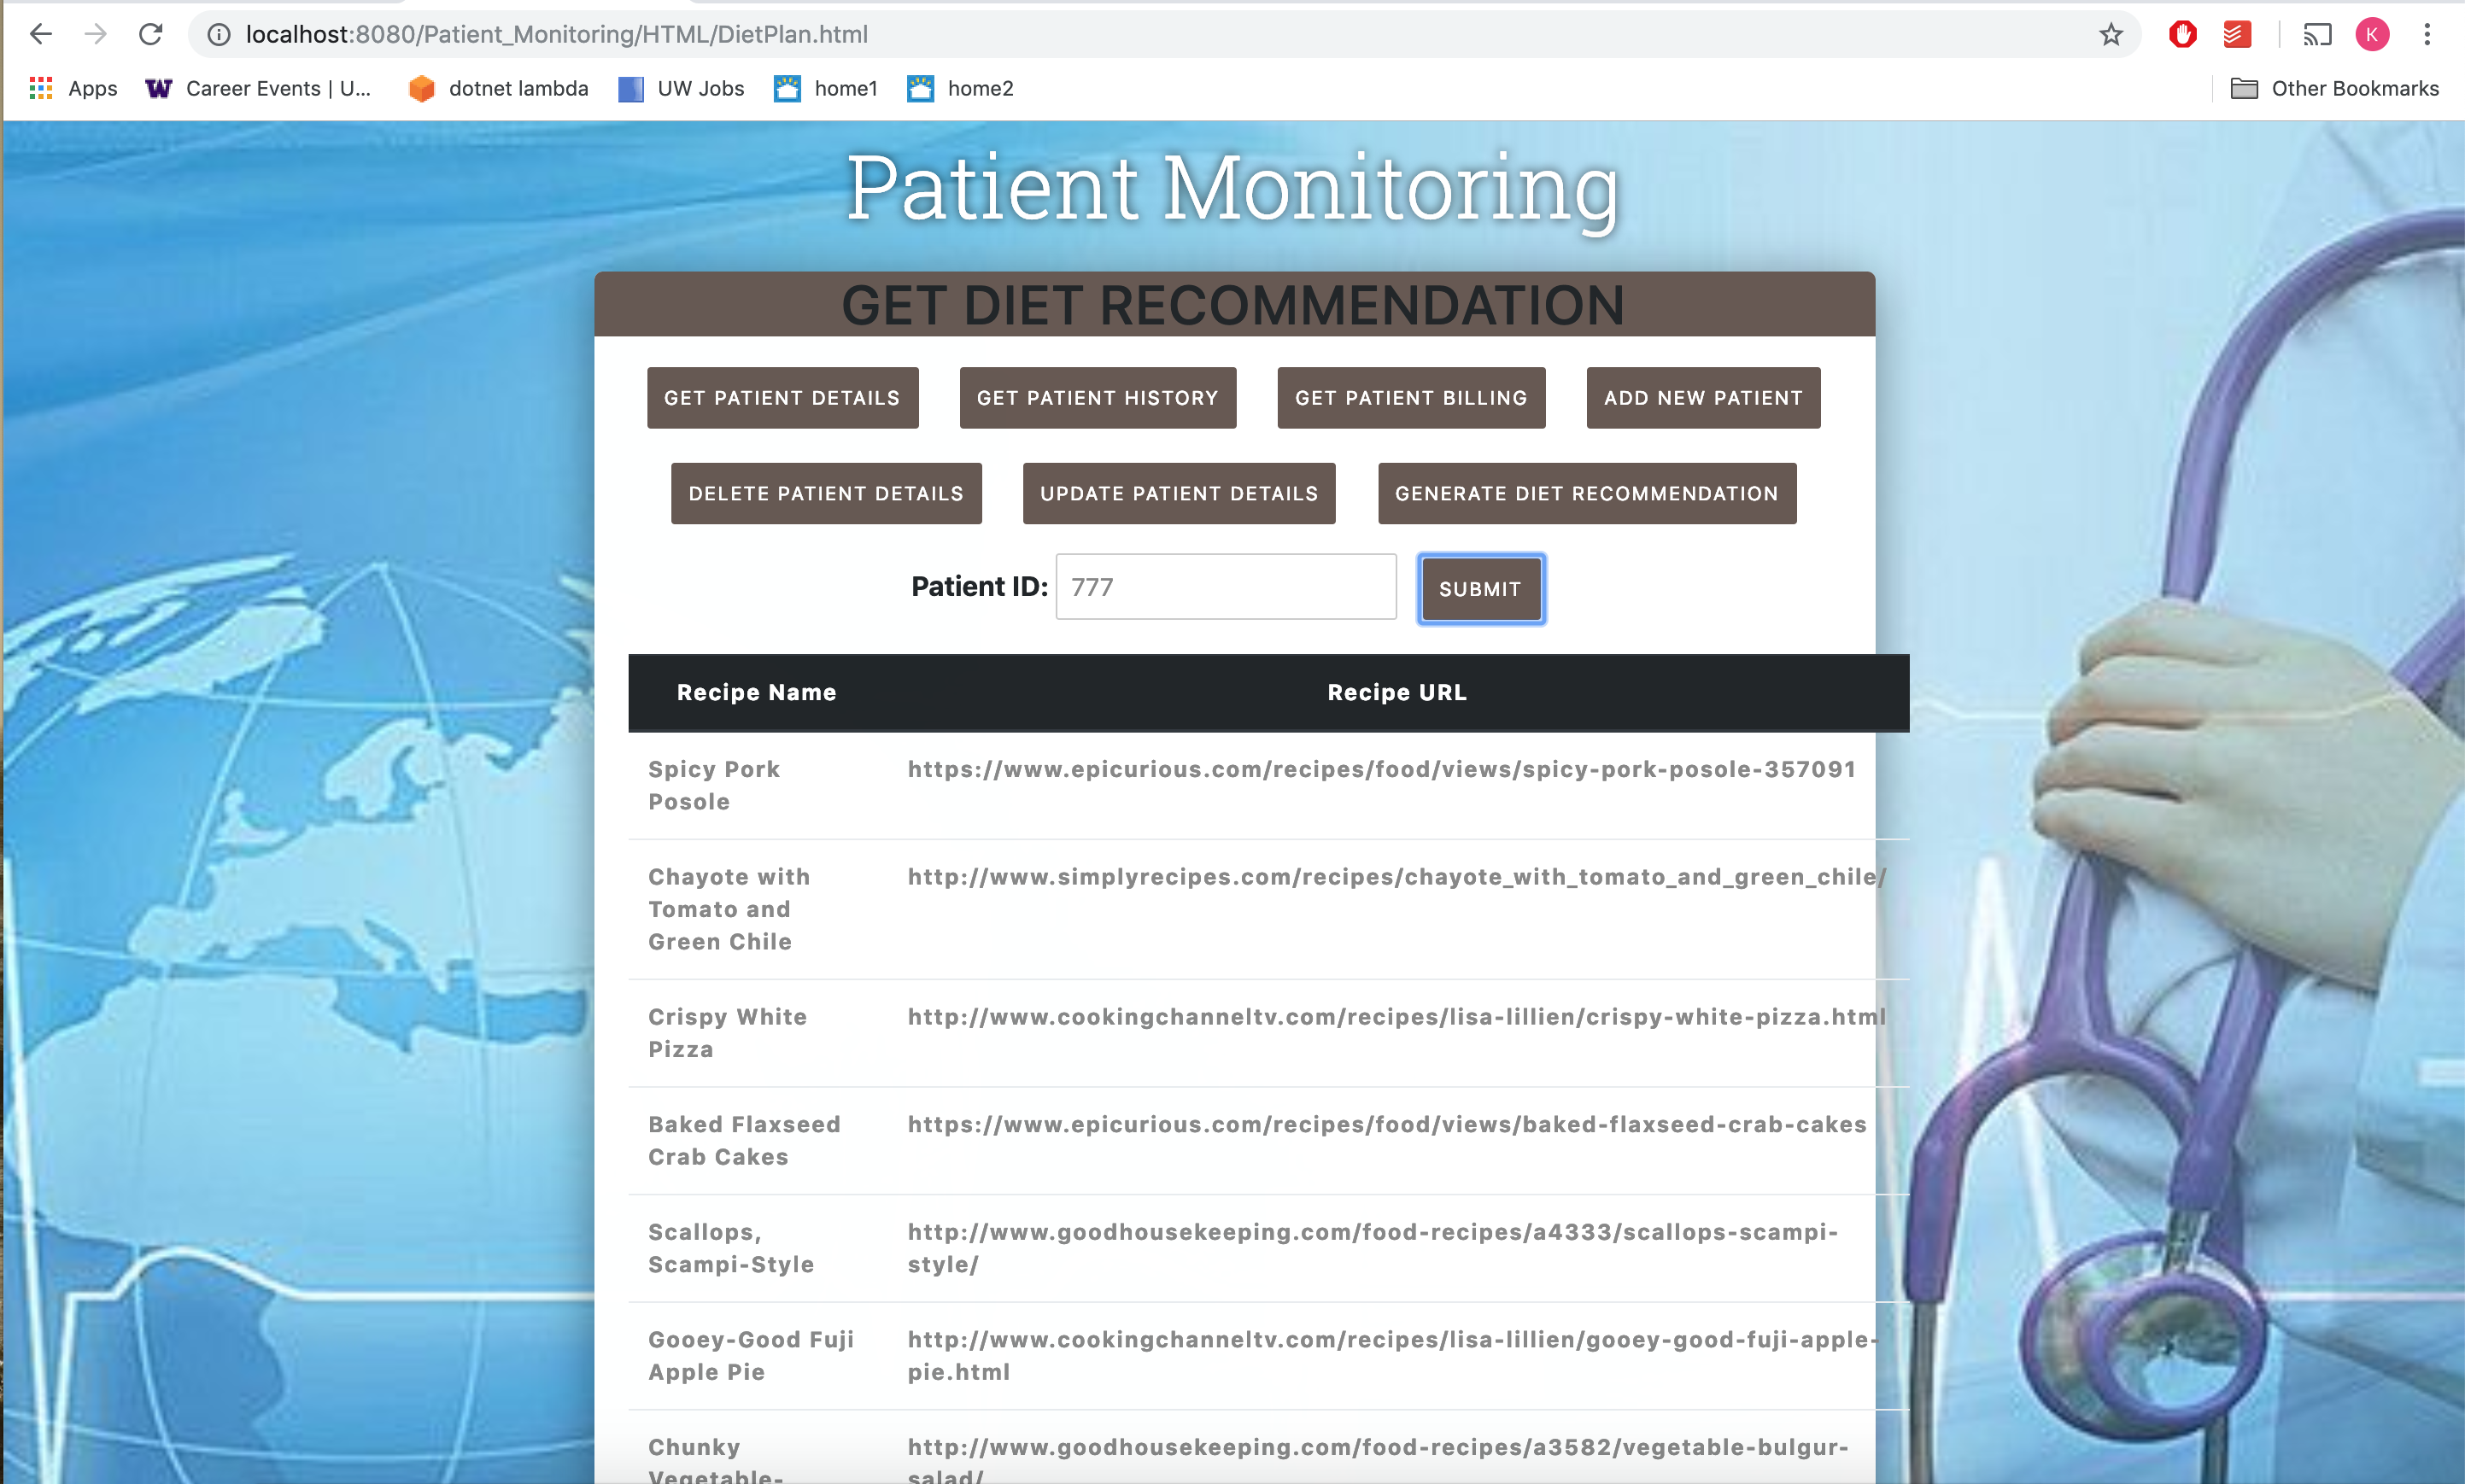 localhost:8080/Patient_Monitoring/HTML/DietPlan.html
K
Apps
W Career Events | U...
dotnet lambda
UW Jobs
home1
home2
Other Bookmarks
Patient Monitoring
GET DIET RECOMMENDATION
GET PATIENT DETAILS
GET PATIENT HISTORY
GET PATIENT BILLING
ADD NEW PATIENT
DELETE PATIENT DETAILS
UPDATE PATIENT DETAILS
GENERATE DIET RECOMMENDATION
Patient ID: 777 SUBMIT
Recipe Name Recipe URL
Spicy Pork https://www.epicurious.com/recipes/food/views/spicy-pork-posole-357091
Posole
Chayote with http://www.simplyrecipes.com/recipes/chayote_with_tomato_and_green_chile/
Tomato and
Green Chile
Crispy White http://www.cookingchanneltv.com/recipes/lisa-lillien/crispy-white-pizza.html
Pizza
Baked Flaxseed https://www.epicurious.com/recipes/food/views/baked-flaxseed-crab-cakes
Crab Cakes
Scallops, http://www.goodhousekeeping.com/food-recipes/a4333/scallops-scampi-
Scampi-Style style/
Gooey-Good Fuji http://www.cookingchanneltv.com/recipes/lisa-lillien/gooey-good-fuji-apple-
Apple Pie pie.html
Chunky http://www.goodhousekeeping.com/food-recipes/a3582/vegetable-bulgur-
Vegetable- salad/